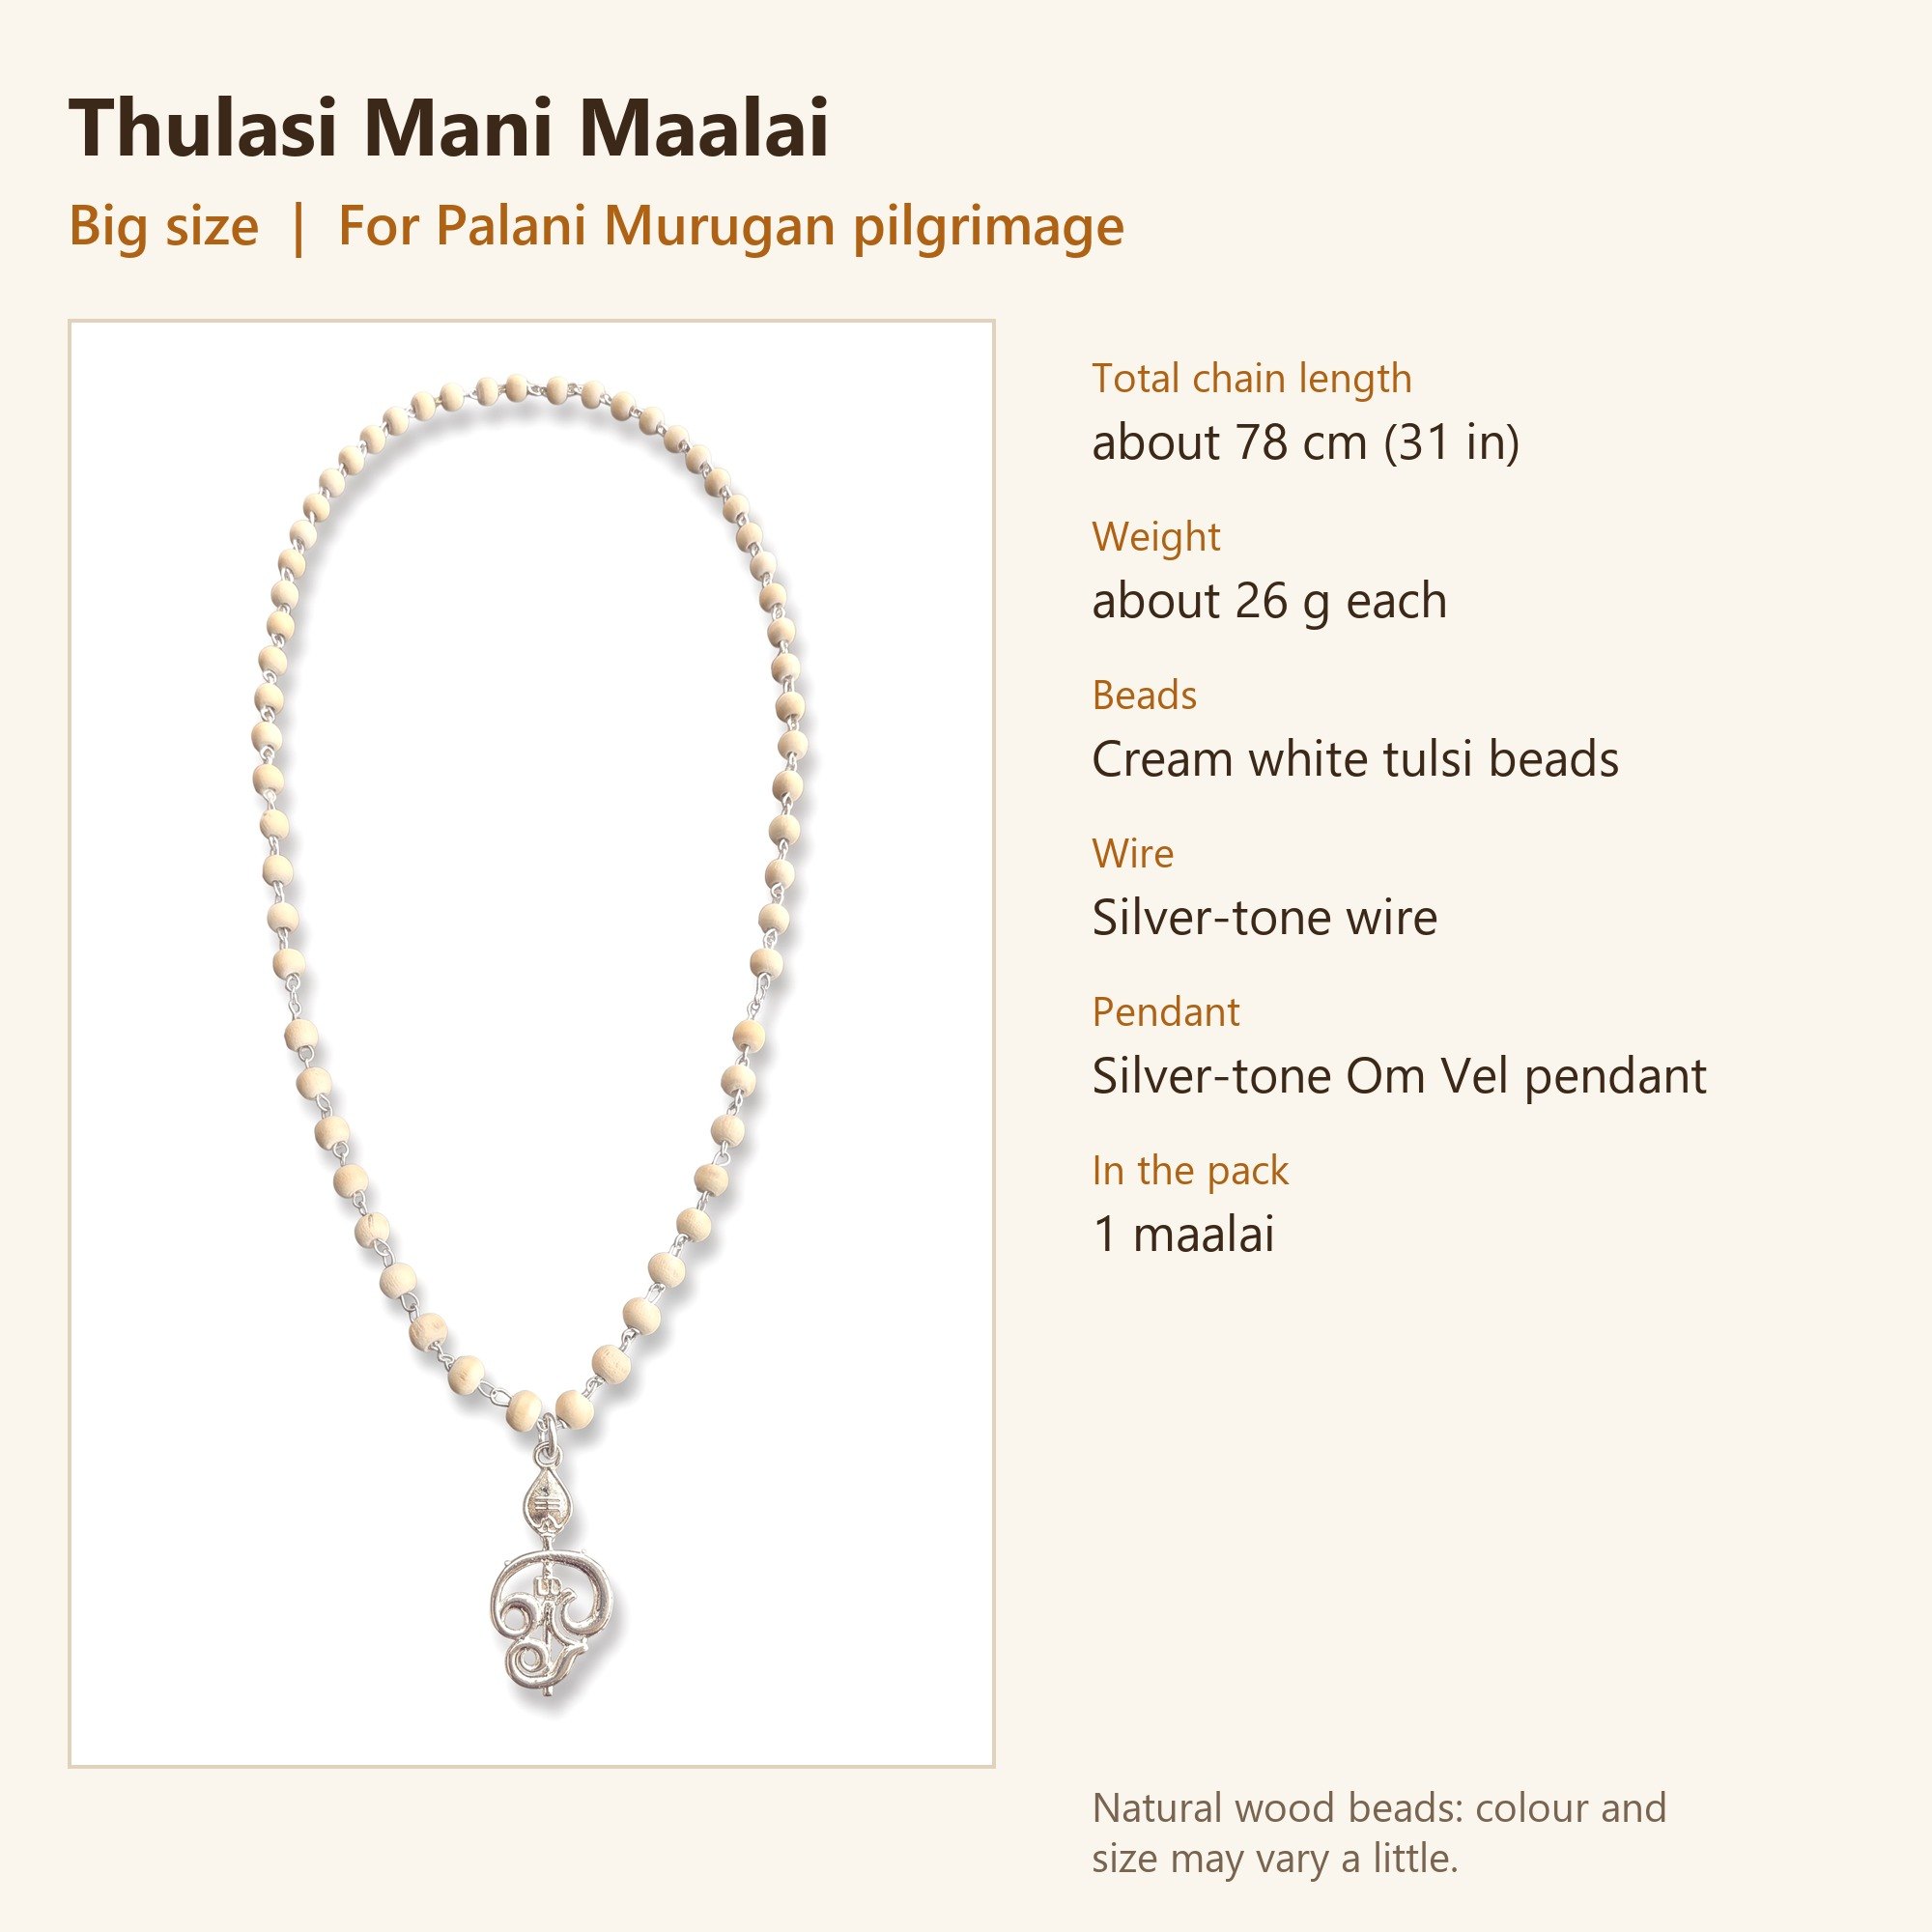 Thulasi Mani Maalai
Big size | For Palani Murugan pilgrimage
Total chain length
about 78 cm (31 in)
Weight
about 26 g each
Beads
Cream white tulsi beads
Wire
Silver-tone wire
Pendant
Silver-tone Om Vel pendant
In the pack
1 maalai
Natural wood beads: colour and
size may vary a little.